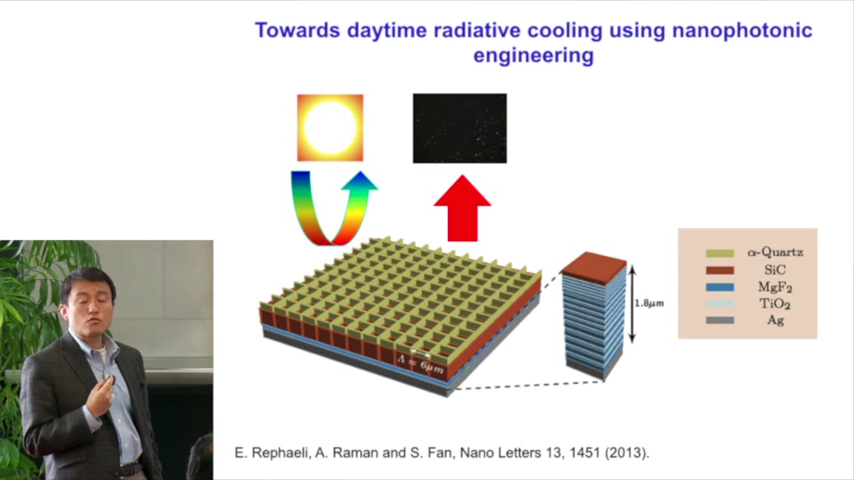 Towards daytime radiative cooling using nanophotonic
engineering
α-Quartz
SiC
MgF₂
TiO₂
Ag
1.8μm
Λ = 6μm
E. Rephaeli, A. Raman and S. Fan, Nano Letters 13, 1451 (2013).